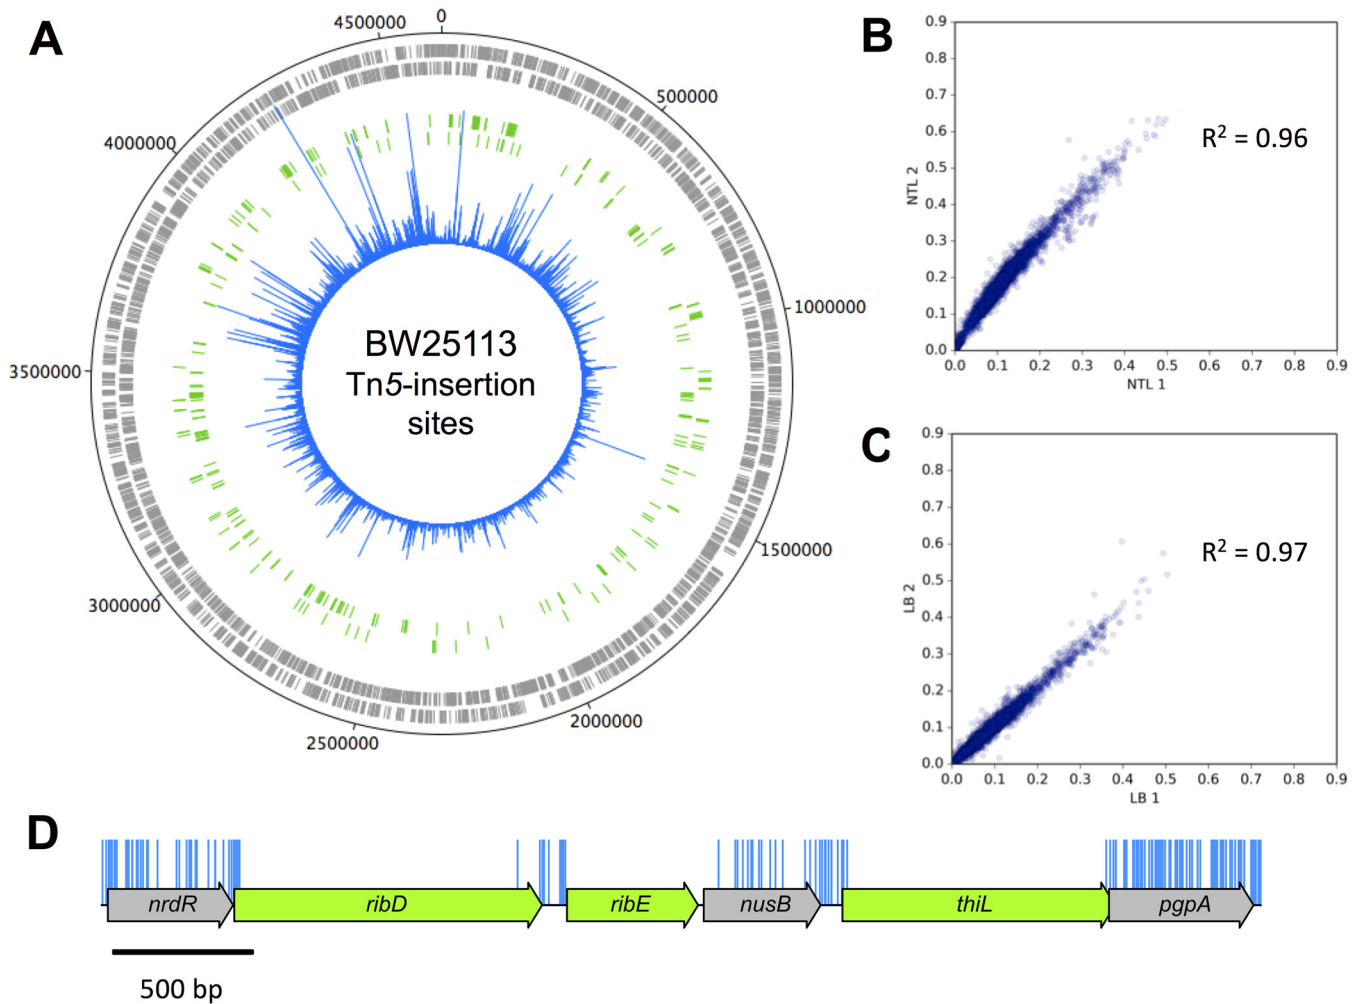 A
0
500000
1000000
1500000
2000000
2500000
3000000
3500000
4000000
4500000
BW25113
Tn5-insertion
sites
B
0.9
0.8
0.7
0.6
0.5
0.4
0.3
0.2
0.1
0.0
NTL 2
R² = 0.96
0.0 0.1 0.2 0.3 0.4 0.5 0.6 0.7 0.8 0.9
NTL 1
C
0.9
0.8
0.7
0.6
0.5
0.4
0.3
0.2
0.1
0.0
LB 2
R² = 0.97
0.0 0.1 0.2 0.3 0.4 0.5 0.6 0.7 0.8 0.9
LB 1
D
nrdR ribD ribE nusB thiL pgpA
500 bp